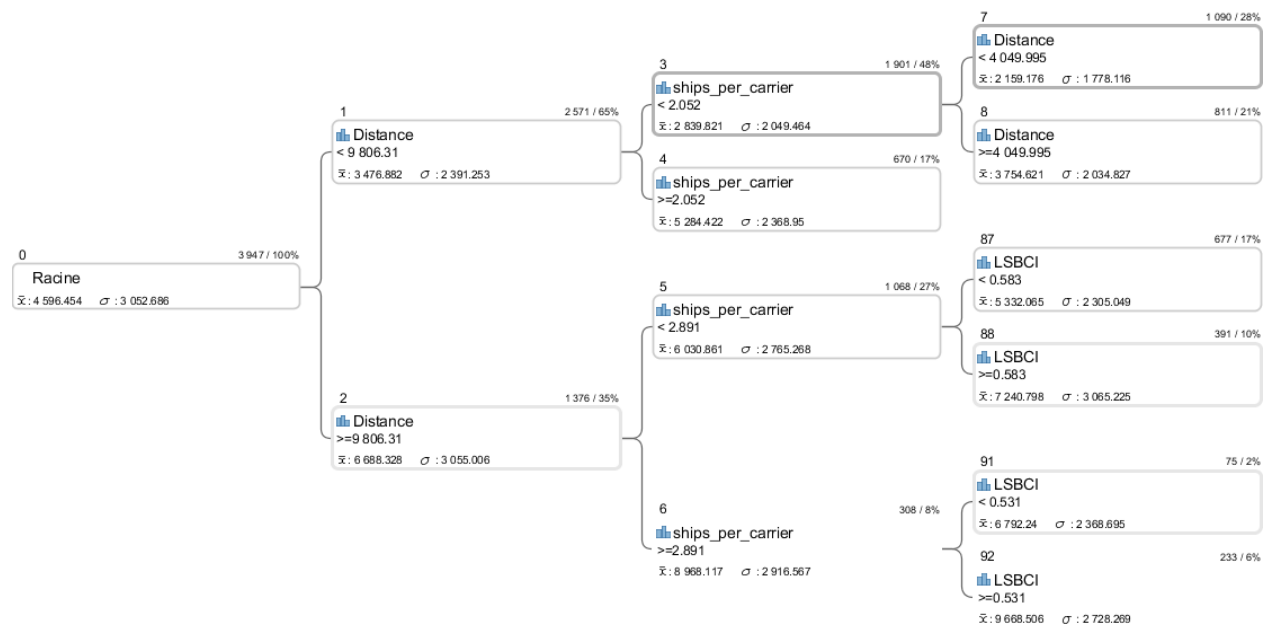 0 3 947 / 100%
Racine
x̄ : 4 596.454 σ : 3 052.686
1 2 571 / 65%
Distance
< 9 806.31
x̄ : 3 476.882 σ : 2 391.253
2 1 376 / 35%
Distance
>=9 806.31
x̄ : 6 688.328 σ : 3 055.006
3 1 901 / 48%
ships_per_carrier
< 2.052
x̄ : 2 839.821 σ : 2 049.464
4 670 / 17%
ships_per_carrier
>=2.052
x̄ : 5 284.422 σ : 2 368.95
5 1 068 / 27%
ships_per_carrier
< 2.891
x̄ : 6 030.861 σ : 2 765.268
6 308 / 8%
ships_per_carrier
>=2.891
x̄ : 8 968.117 σ : 2 916.567
7 1 090 / 28%
Distance
< 4 049.995
x̄ : 2 159.176 σ : 1 778.116
8 811 / 21%
Distance
>=4 049.995
x̄ : 3 754.621 σ : 2 034.827
87 677 / 17%
LSBCI
< 0.583
x̄ : 5 332.065 σ : 2 305.049
88 391 / 10%
LSBCI
>=0.583
x̄ : 7 240.798 σ : 3 065.225
91 75 / 2%
LSBCI
< 0.531
x̄ : 6 792.24 σ : 2 368.695
92 233 / 6%
LSBCI
>=0.531
x̄ : 9 668.506 σ : 2 728.269